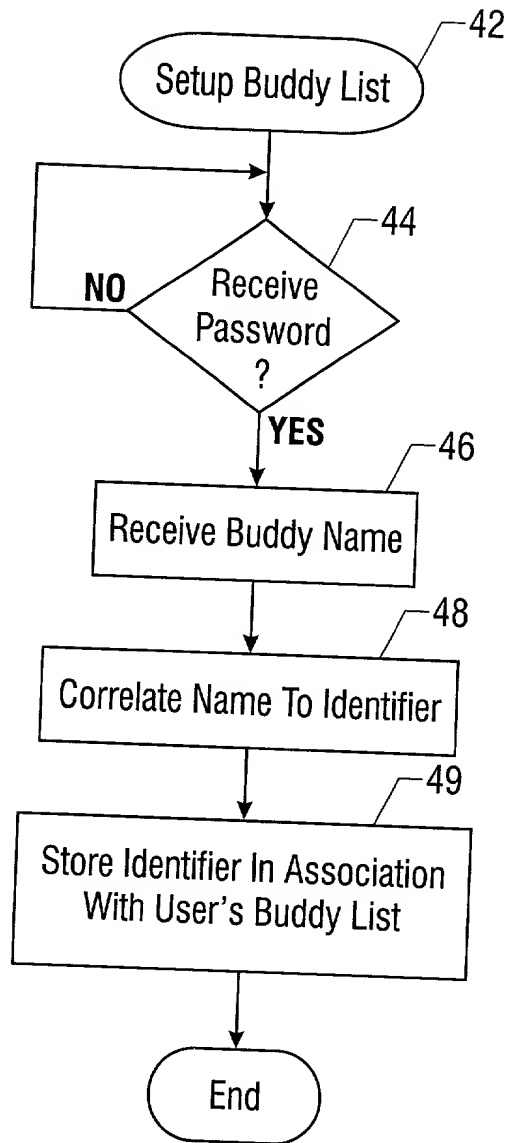 42
Setup Buddy List
44
Receive
Password
?
NO
YES
46
Receive Buddy Name
48
Correlate Name To Identifier
49
Store Identifier In Association
With User's Buddy List
End